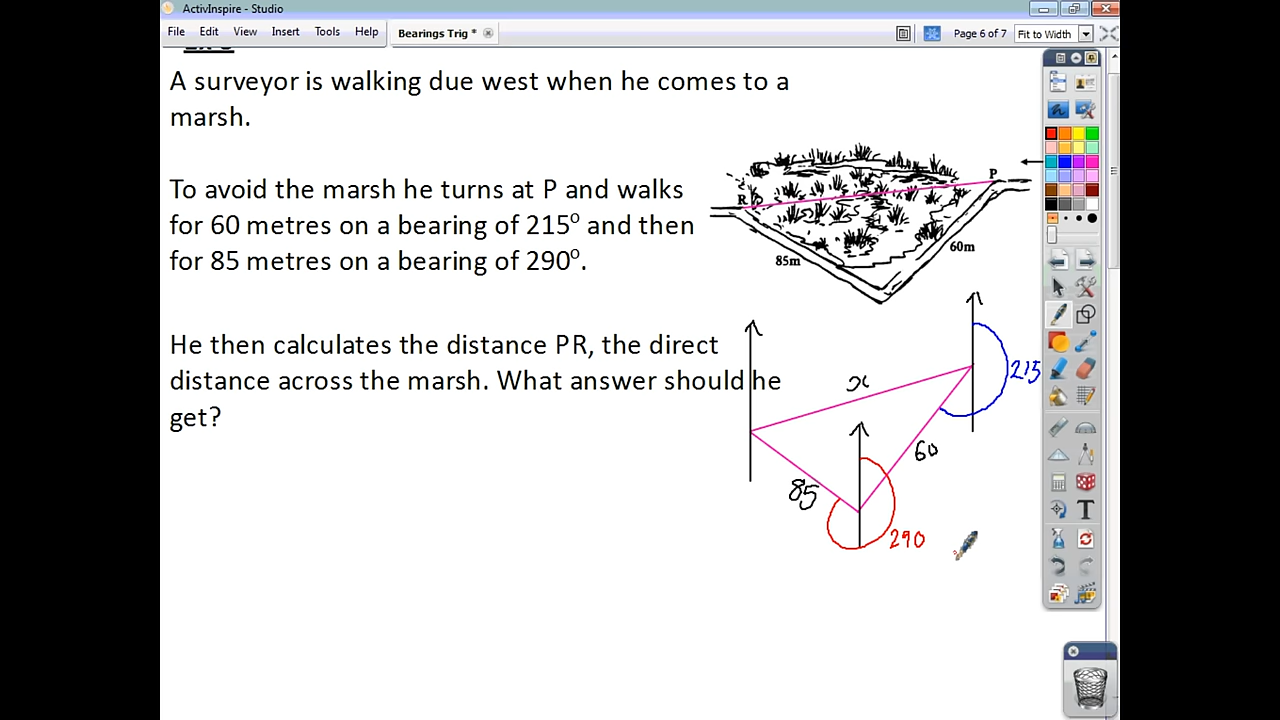 ActivInspire - Studio
File Edit View Insert Tools Help
Bearings Trig *
Page 6 of 7
Fit to Width
A surveyor is walking due west when he comes to a
marsh.
To avoid the marsh he turns at P and walks
for 60 metres on a bearing of 215º and then
for 85 metres on a bearing of 290º.
He then calculates the distance PR, the direct
distance across the marsh. What answer should he
get?
P
R
60m
85m
215
x
60
85
290
T